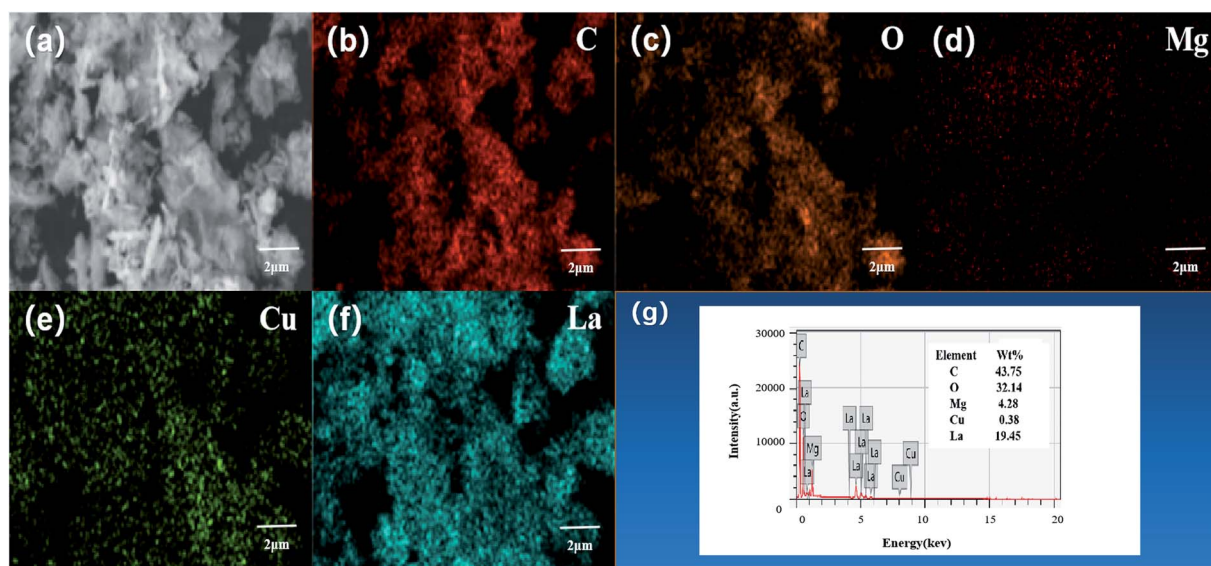 (a)
(b) C
(c) O
(d) Mg
2μm
2μm
2μm
2μm
(e) Cu
(f) La
(g)
2μm
2μm
30000
20000
10000
0
Intensity(a.u.)
C
La
O
La
Mg
La
La
La
La
La
La
Cu
Cu
Element Wt%
C 43.75
O 32.14
Mg 4.28
Cu 0.38
La 19.45
0 5 10 15 20
Energy(kev)